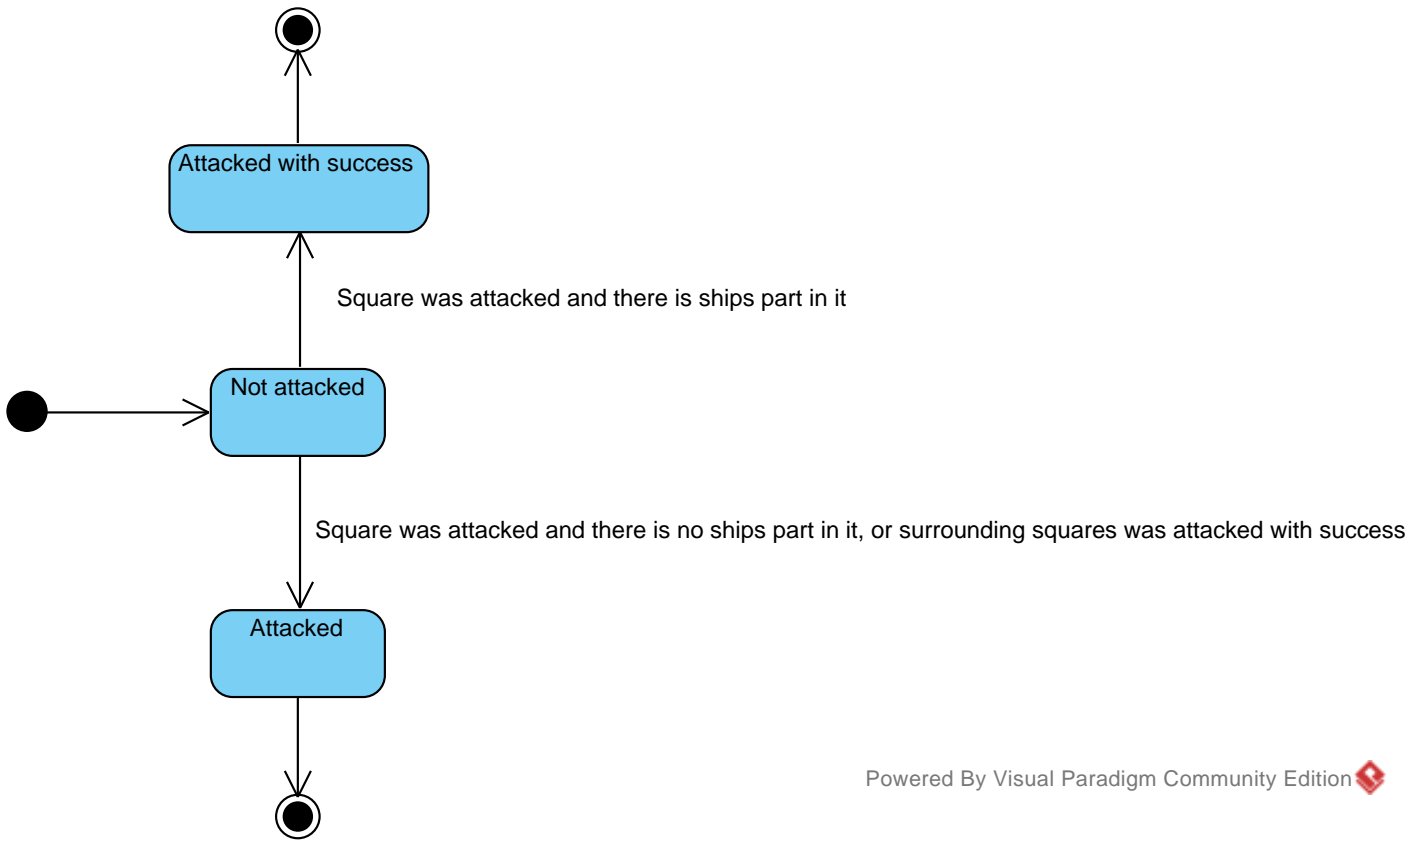 Attacked with success
Square was attacked and there is ships part in it
Not attacked
Square was attacked and there is no ships part in it, or surrounding squares was attacked with success
Attacked
Powered By Visual Paradigm Community Edition